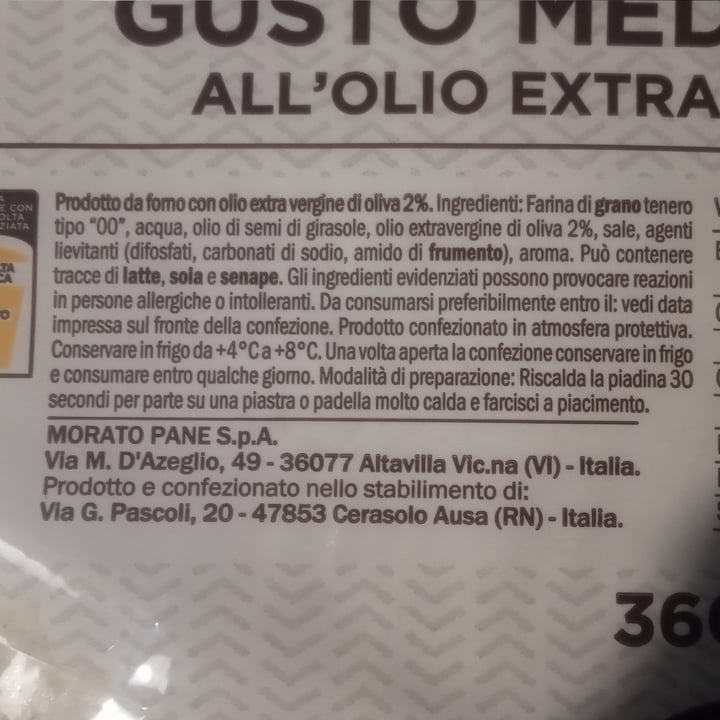 GUSTO MED
ALL'OLIO EXTRA
Prodotto da forno con olio extra vergine di oliva 2%. Ingredienti: Farina di grano tenero
tipo "00", acqua, olio di semi di girasole, olio extravergine di oliva 2%, sale, agenti
lievitanti (difosfati, carbonati di sodio, amido di frumento), aroma. Può contenere
tracce di latte, soia e senape. Gli ingredienti evidenziati possono provocare reazioni
in persone allergiche o intolleranti. Da consumarsi preferibilmente entro il: vedi data
impressa sul fronte della confezione. Prodotto confezionato in atmosfera protettiva.
Conservare in frigo da +4°C a +8°C. Una volta aperta la confezione conservare in frigo
e consumare entro qualche giorno. Modalità di preparazione: Riscalda la piadina 30
secondi per parte su una piastra o padella molto calda e farcisci a piacimento.
MORATO PANE S.p.A.
Via M. D'Azeglio, 49 - 36077 Altavilla Vic.na (VI) - Italia.
Prodotto e confezionato nello stabilimento di:
Via G. Pascoli, 20 - 47853 Cerasolo Ausa (RN) - Italia.
36